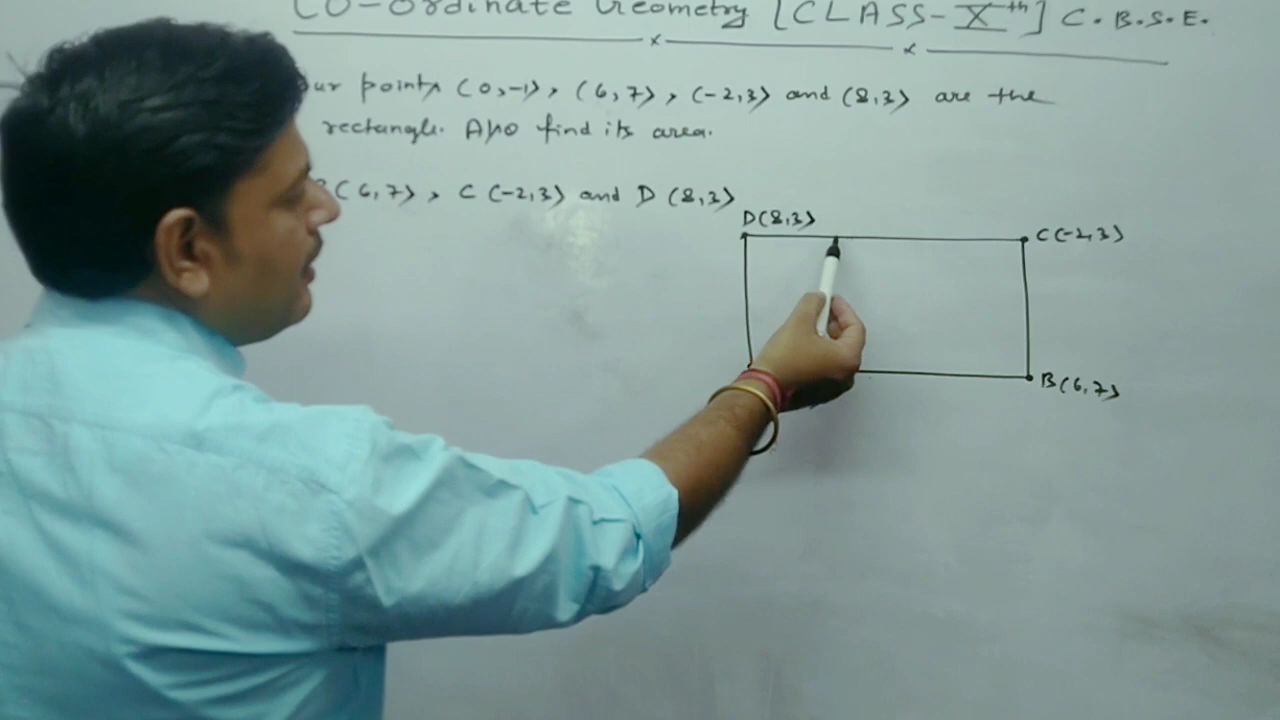 CO-Ordinate Geometry [CLASS-Xth] C.B.S.E.
points (0,-1), (6,7), (-2,3) and (8,3) are the
rectangle. Also find its area.
(6,7), C (-2,3) and D (8,3)
D(8,3)
C(-2,3)
B(6,7)